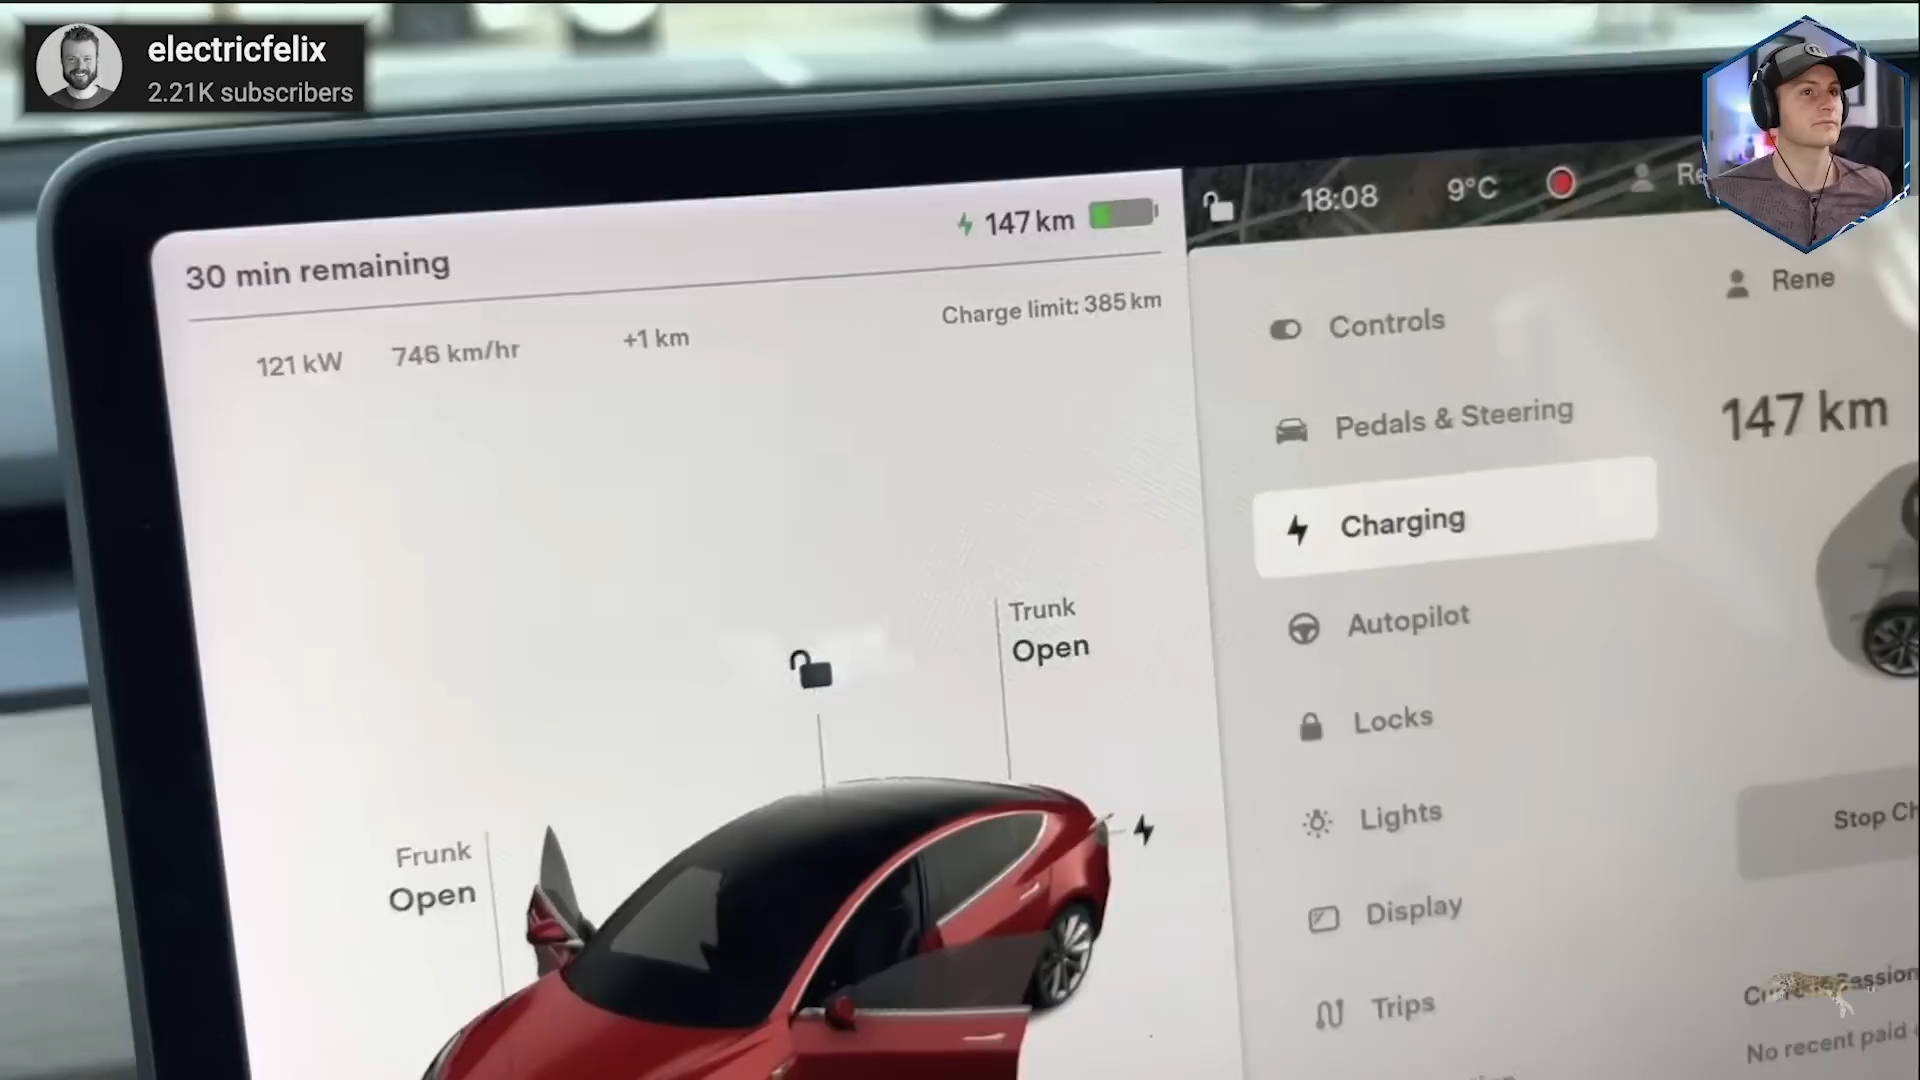 electricfelix
2.21K subscribers
30 min remaining
147 km
121 kW
746 km/hr
+1 km
Charge limit: 385 km
18:08
9°C
Rene
Controls
Pedals & Steering
147 km
Charging
Autopilot
Trunk
Open
Locks
Lights
Stop
Frunk
Open
Display
Trips
No recent paid